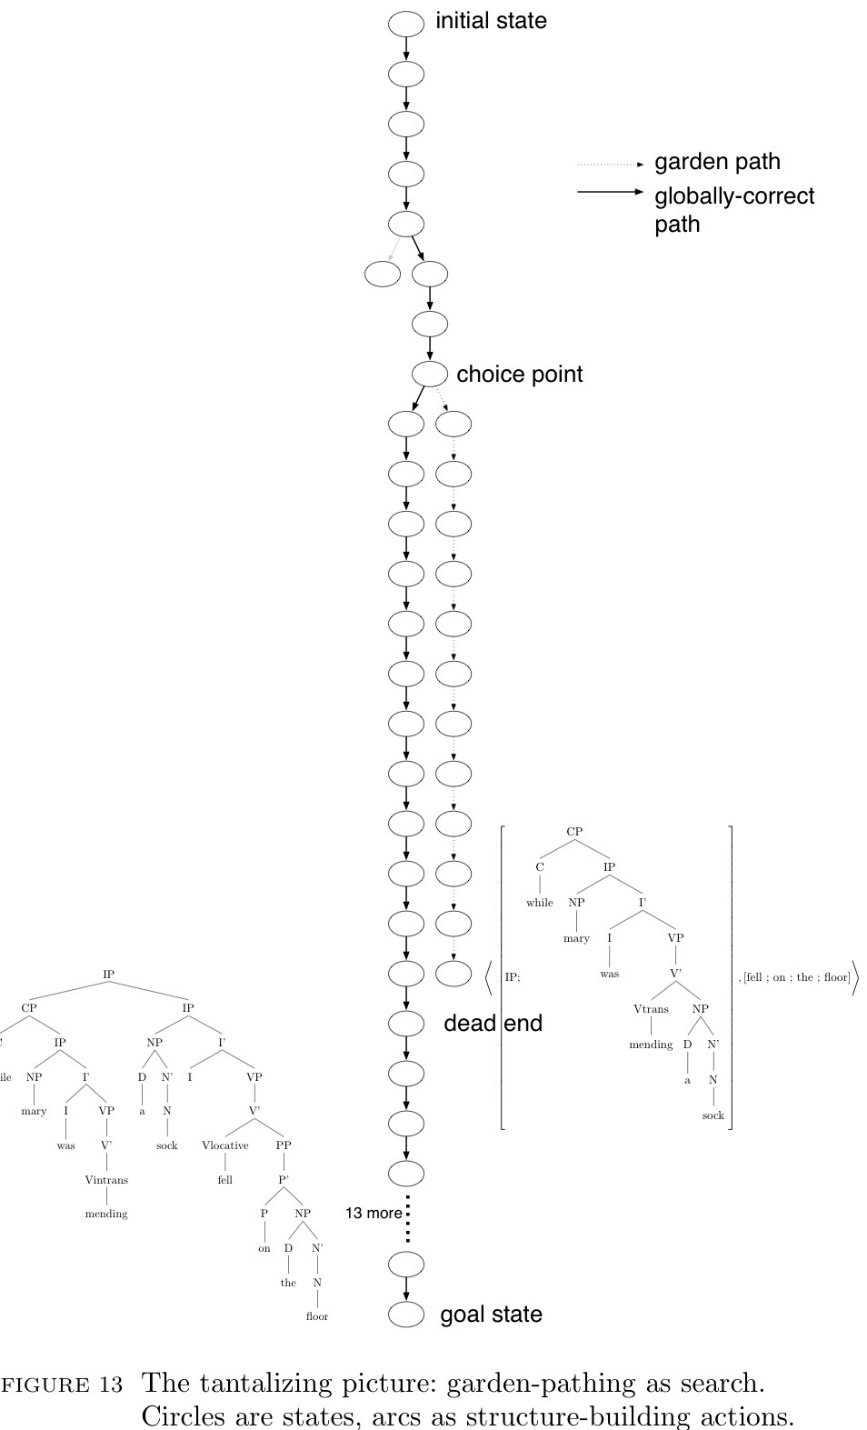 initial state
garden path
globally-correct
path
choice point
CP
C IP
while NP I'
mary I VP
⟨ IP; was V' , [fell ; on ; the ; floor] ⟩
Vtrans NP
mending D N'
a N
sock
dead end
IP
CP IP
IP NP I'
ile NP I' D N' I VP
mary I VP a N V'
was V' sock Vlocative PP
Vintrans fell P'
mending P NP
on D N'
the N
floor
13 more
goal state
FIGURE 13 The tantalizing picture: garden-pathing as search.
Circles are states, arcs as structure-building actions.